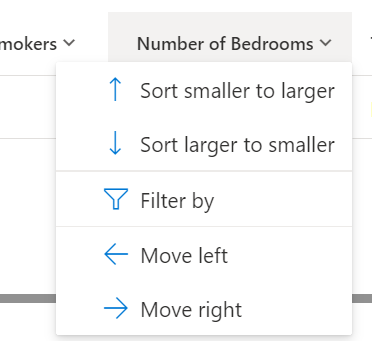 mokers
Number of Bedrooms
Sort smaller to larger
Sort larger to smaller
Filter by
Move left
Move right